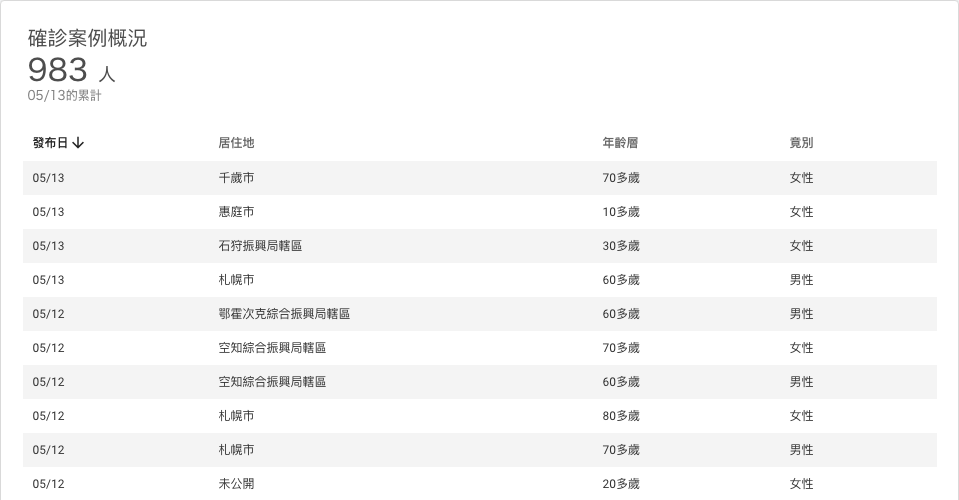 確診案例概況
983 人
05/13的累計
發布日 居住地 年齡層 竟別
05/13 千歲市 70多歲 女性
05/13 惠庭市 10多歲 女性
05/13 石狩振興局轄區 30多歲 女性
05/13 札幌市 60多歲 男性
05/12 鄂霍次克綜合振興局轄區 60多歲 男性
05/12 空知綜合振興局轄區 70多歲 女性
05/12 空知綜合振興局轄區 60多歲 男性
05/12 札幌市 80多歲 女性
05/12 札幌市 70多歲 男性
05/12 未公開 20多歲 女性